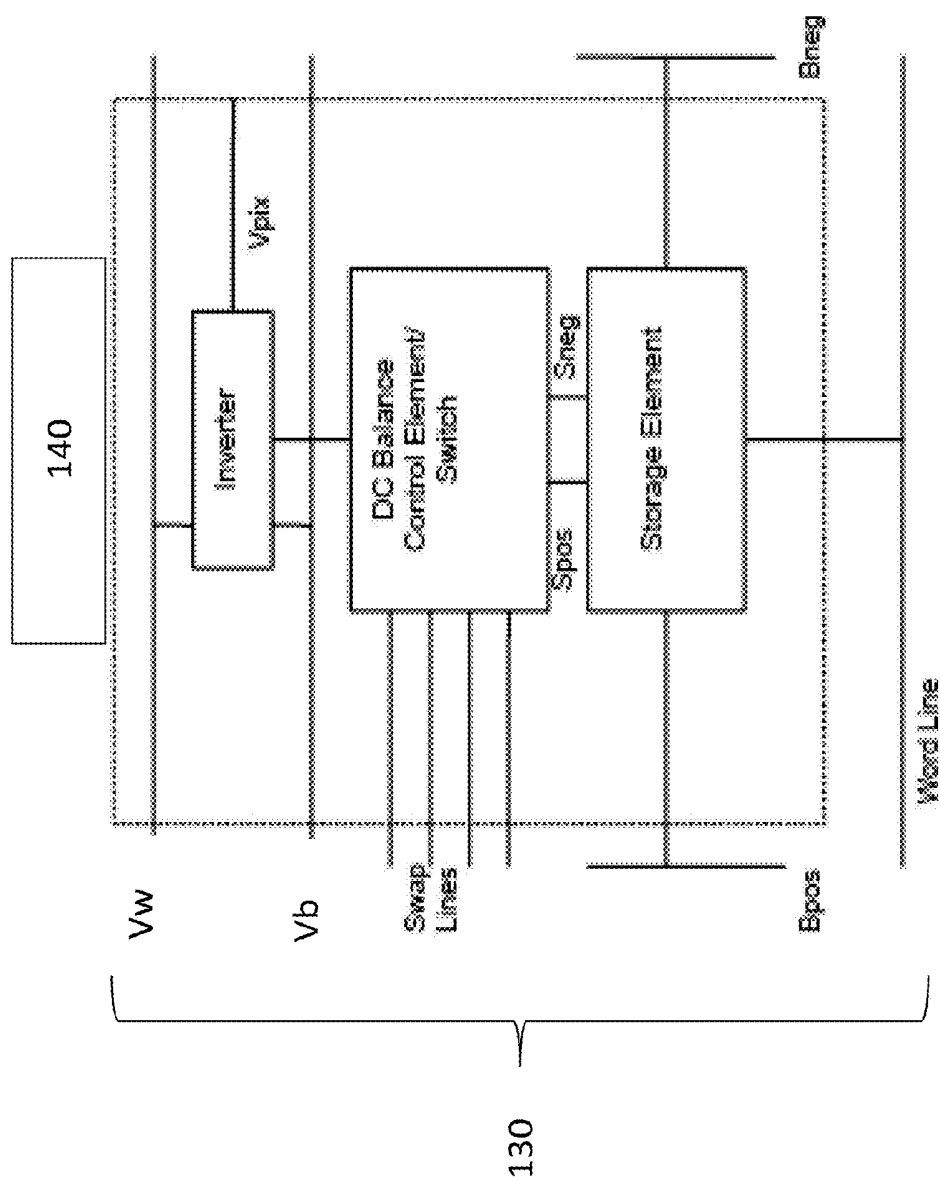 140
Vw
Inverter
Vpix
Vb
DC Balance
Control Element/
Switch
Swap
Lines
Spos
Sneg
Storage Element
Bpos
Bneg
Word Line
130